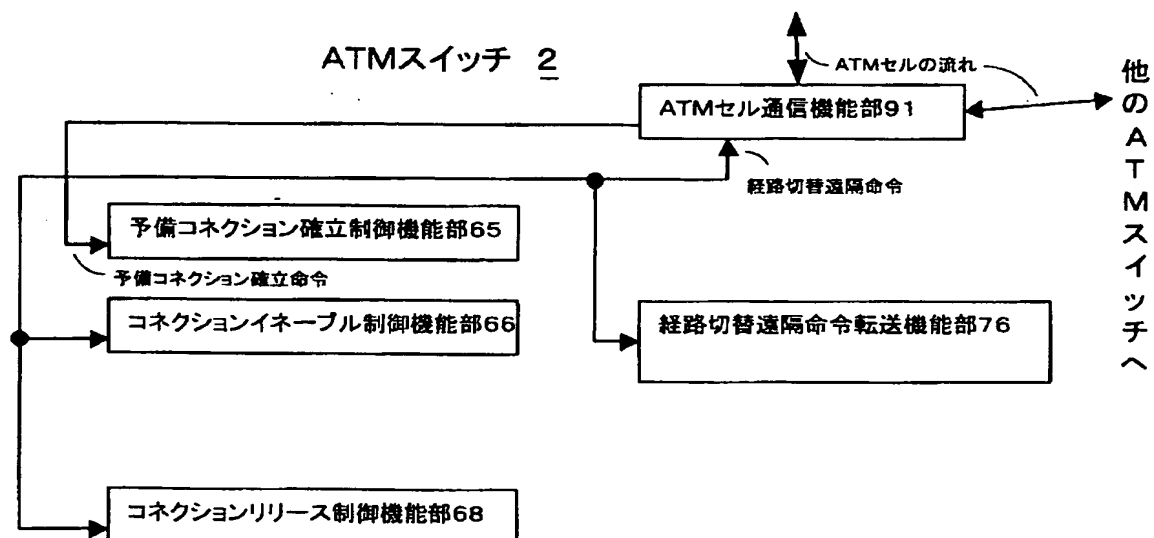 ATMスイッチ 2
ATMセルの流れ
他のATMスイッチへ
ATMセル通信機能部91
経路切替遠隔命令
予備コネクション確立制御機能部65
予備コネクション確立命令
コネクションイネーブル制御機能部66
経路切替遠隔命令転送機能部76
コネクションリリース制御機能部68